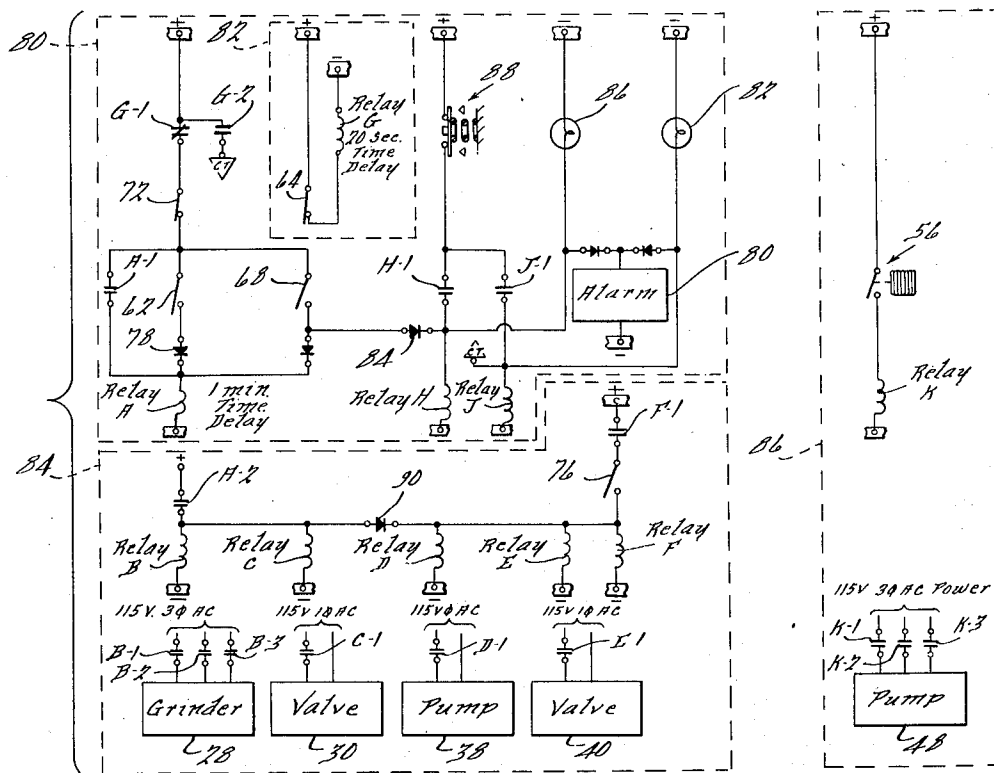 80
82
+
+
+
-
-
+
G-1
G-2
CT
-
Relay
G
20 Sec.
Time
Delay
64
88
86
82
72
A-1
62
78
68
H-1
J-1
84
CT
Alarm
80
-
56
Relay
A
1 min.
Time
Delay
Relay H
Relay
J
+
F-1
76
Relay
K
86
84
+
A-2
90
Relay
B
Relay
C
Relay
D
Relay
E
Relay
F
115V. 3φ AC
115V 1φ AC
115V φ AC
115V 1φ AC
115V 3φ AC Power
B-1
B-2
B-3
C-1
D-1
E-1
K-1
K-2
K-3
Grinder
Valve
Pump
Valve
Pump
28
30
38
40
48